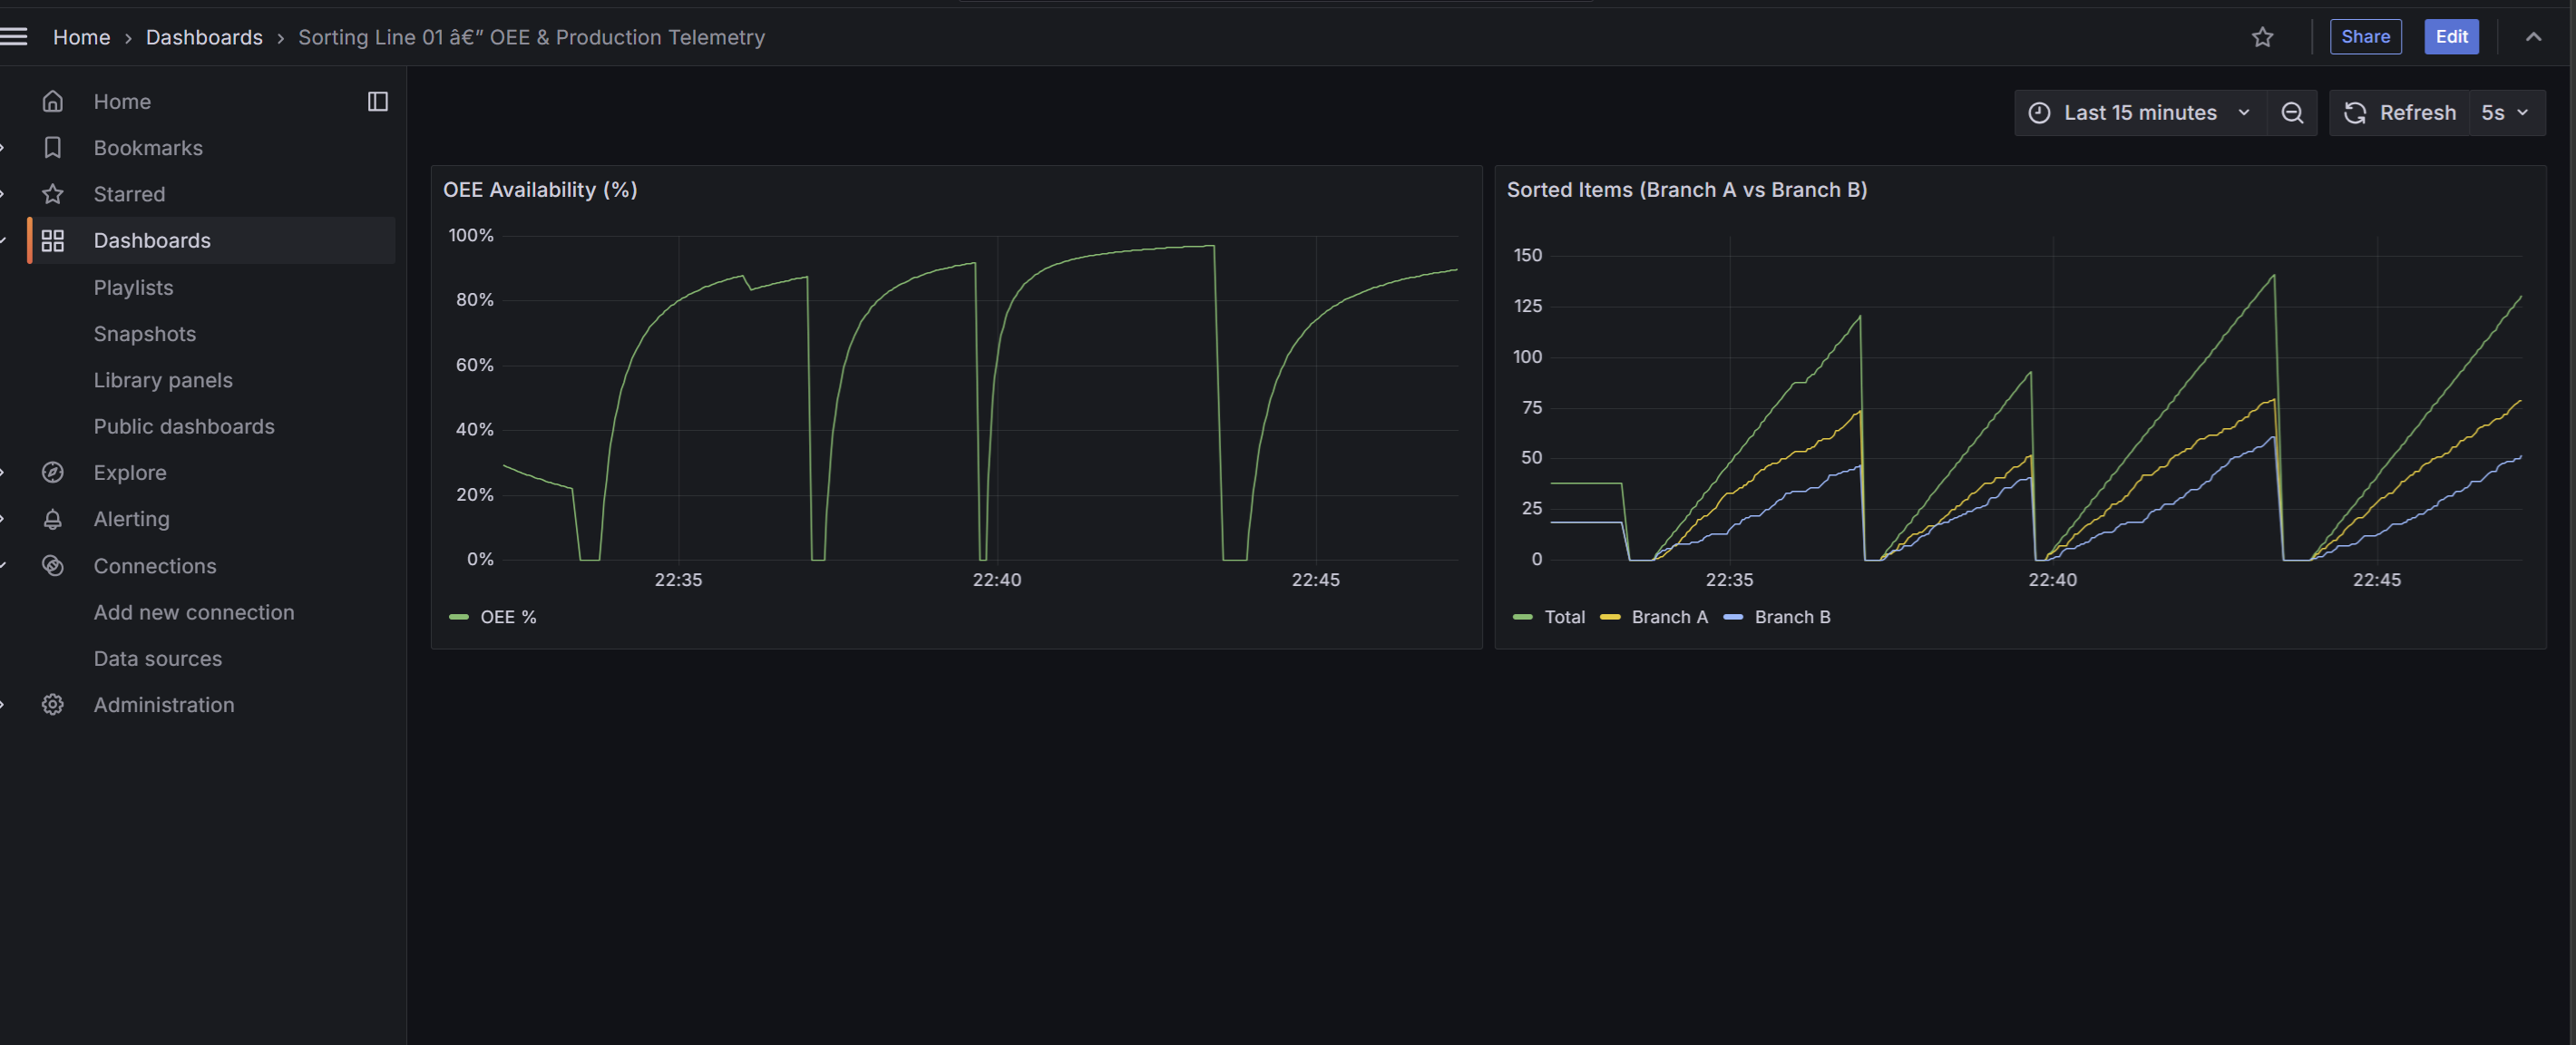 Home › Dashboards › Sorting Line 01 â€” OEE & Production Telemetry
Share
Edit
Home
Bookmarks
Starred
Dashboards
Playlists
Snapshots
Library panels
Public dashboards
Explore
Alerting
Connections
Add new connection
Data sources
Administration
Last 15 minutes
Refresh
5s
OEE Availability (%)
100%
80%
60%
40%
20%
0%
22:35 22:40 22:45
OEE %
Sorted Items (Branch A vs Branch B)
150
125
100
75
50
25
0
22:35 22:40 22:45
Total Branch A Branch B